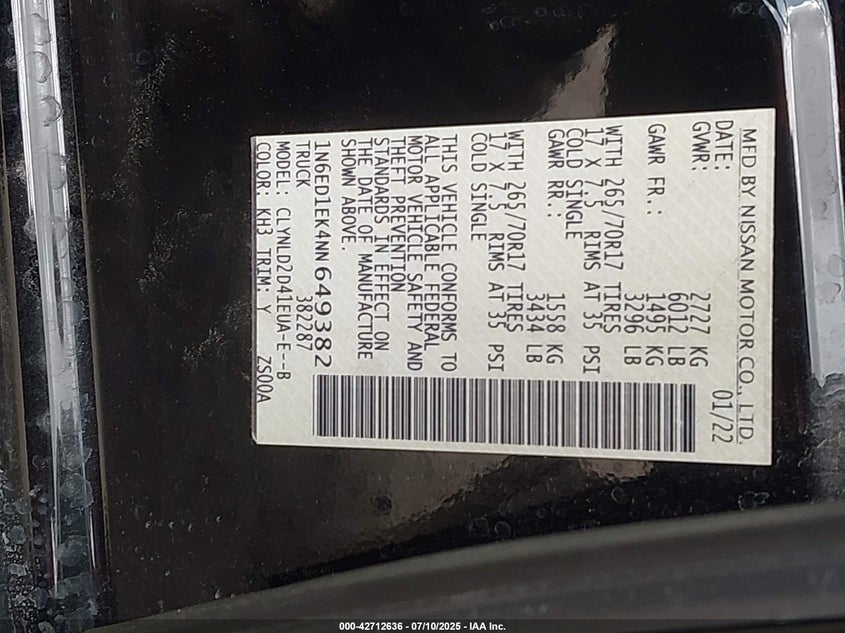 MFD BY NISSAN MOTOR CO., LTD.
DATE: 01/22
GVWR: 2727 KG
6012 LB
GAWR FR.: 1495 KG
3296 LB
WITH 265/70R17 TIRES
17 X 7.5 RIMS AT 35 PSI
COLD SINGLE
GAWR RR.: 1558 KG
3434 LB
WITH 265/70R17 TIRES
17 X 7.5 RIMS AT 35 PSI
COLD SINGLE
THIS VEHICLE CONFORMS TO
ALL APPLICABLE FEDERAL
MOTOR VEHICLE SAFETY AND
THEFT PREVENTION
STANDARDS IN EFFECT ON
THE DATE OF MANUFACTURE
SHOWN ABOVE.
1N6ED1EK4NN649382
TRUCK 382287
MODEL: CLYNLD2D41EUA-E--B
COLOR: KH3 TRIM: Y ZS00A
000-42712636 - 07/10/2025 - IAA Inc.